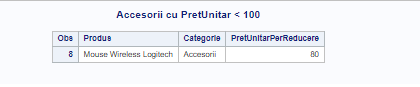 Accesorii cu PretUnitar < 100
Obs Produs Categorie PretUnitarPerReducere
8 Mouse Wireless Logitech Accesorii 80